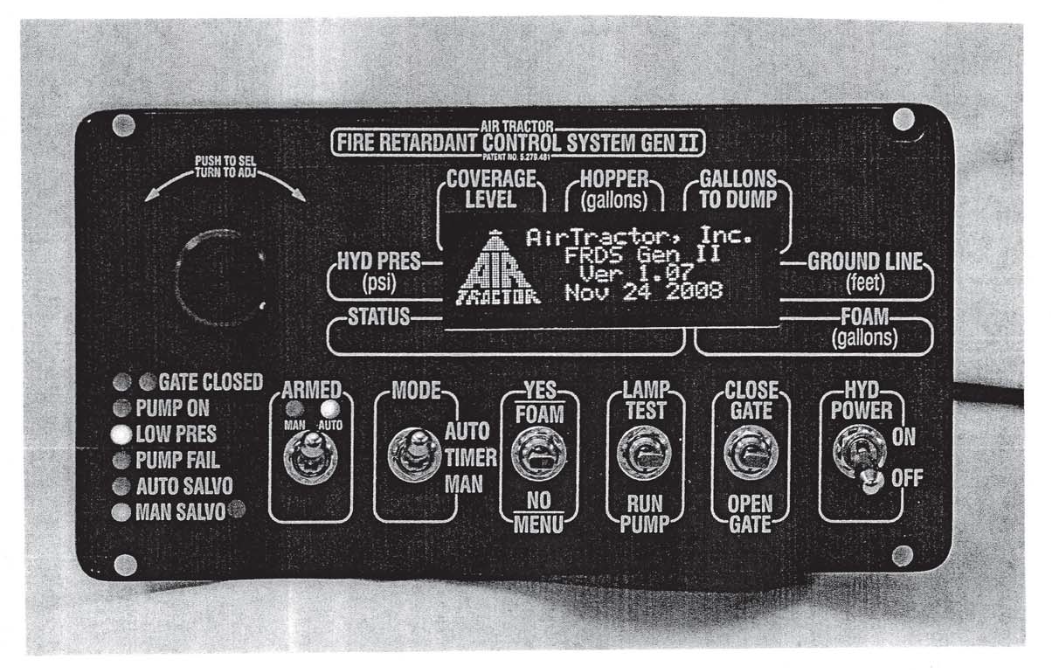 AIR TRACTOR
FIRE RETARDANT CONTROL SYSTEM GEN II
PATENT NO. 5,279,481
PUSH TO SEL
TURN TO ADJ
COVERAGE
LEVEL
HOPPER
(gallons)
GALLONS
TO DUMP
AirTractor, Inc.
FRDS Gen II
Ver 1.07
Nov 24 2008
AIR
TRACTOR
HYD PRES
(psi)
GROUND LINE
(feet)
STATUS
FOAM
(gallons)
GATE CLOSED
PUMP ON
LOW PRES
PUMP FAIL
AUTO SALVO
MAN SALVO
ARMED
MAN AUTO
MODE
AUTO
TIMER
MAN
YES
FOAM
NO
MENU
LAMP
TEST
RUN
PUMP
CLOSE
GATE
OPEN
GATE
HYD
POWER
ON
OFF